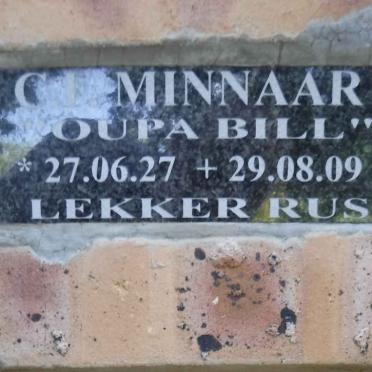 C.L. MINNAAR
"OUPA BILL"
* 27.06.27 + 29.08.09
LEKKER RUS